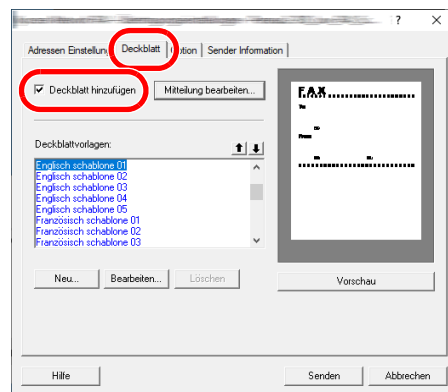 ? X
Adressen Einstellung Deckblatt Option Sender Information
Deckblatt hinzufügen Mitteilung bearbeiten...
FAX
Deckblattvorlagen:
Englisch schablone 01
Englisch schablone 02
Englisch schablone 03
Englisch schablone 04
Englisch schablone 05
Französisch schablone 01
Französisch schablone 02
Französisch schablone 03
Neu... Bearbeiten... Löschen Vorschau
Hilfe Senden Abbrechen